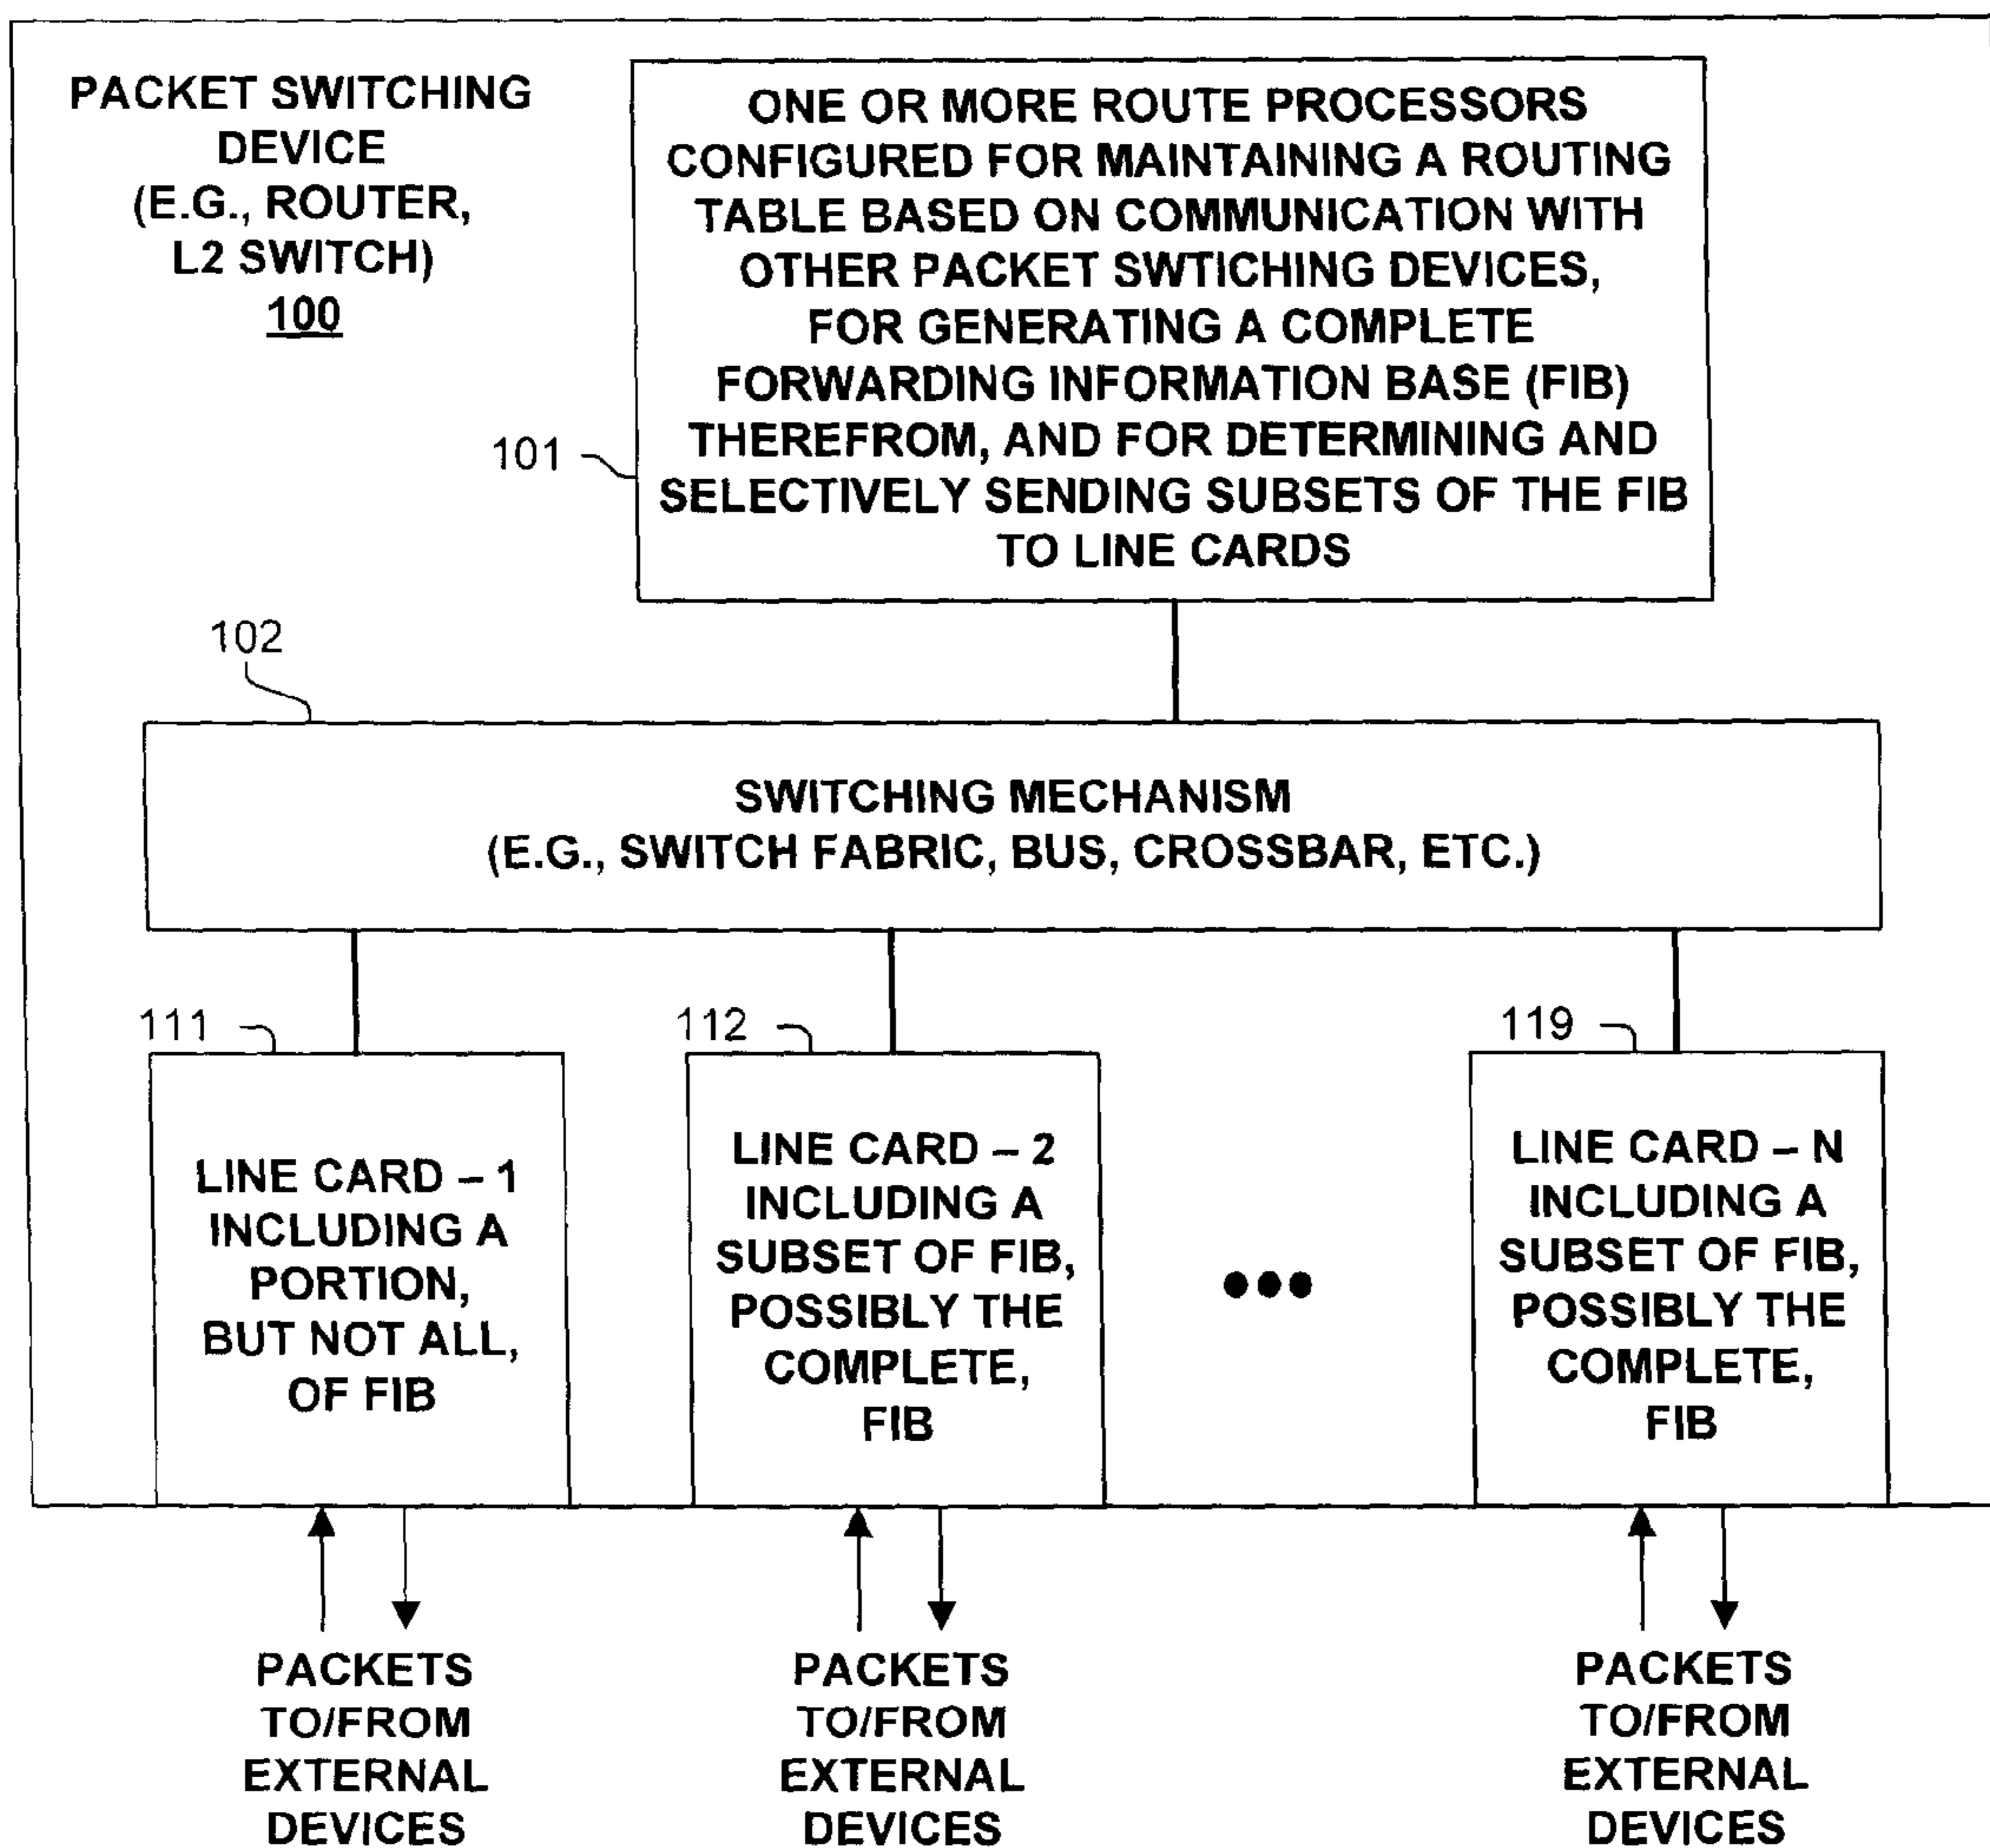 PACKET SWITCHING
DEVICE
(E.G., ROUTER,
L2 SWITCH)
100
ONE OR MORE ROUTE PROCESSORS
CONFIGURED FOR MAINTAINING A ROUTING
TABLE BASED ON COMMUNICATION WITH
OTHER PACKET SWTICHING DEVICES,
FOR GENERATING A COMPLETE
FORWARDING INFORMATION BASE (FIB)
THEREFROM, AND FOR DETERMINING AND
SELECTIVELY SENDING SUBSETS OF THE FIB
TO LINE CARDS
101
102
SWITCHING MECHANISM
(E.G., SWITCH FABRIC, BUS, CROSSBAR, ETC.)
111
LINE CARD – 1
INCLUDING A
PORTION,
BUT NOT ALL,
OF FIB
112
LINE CARD – 2
INCLUDING A
SUBSET OF FIB,
POSSIBLY THE
COMPLETE,
FIB
119
LINE CARD – N
INCLUDING A
SUBSET OF FIB,
POSSIBLY THE
COMPLETE,
FIB
PACKETS
TO/FROM
EXTERNAL
DEVICES
PACKETS
TO/FROM
EXTERNAL
DEVICES
PACKETS
TO/FROM
EXTERNAL
DEVICES